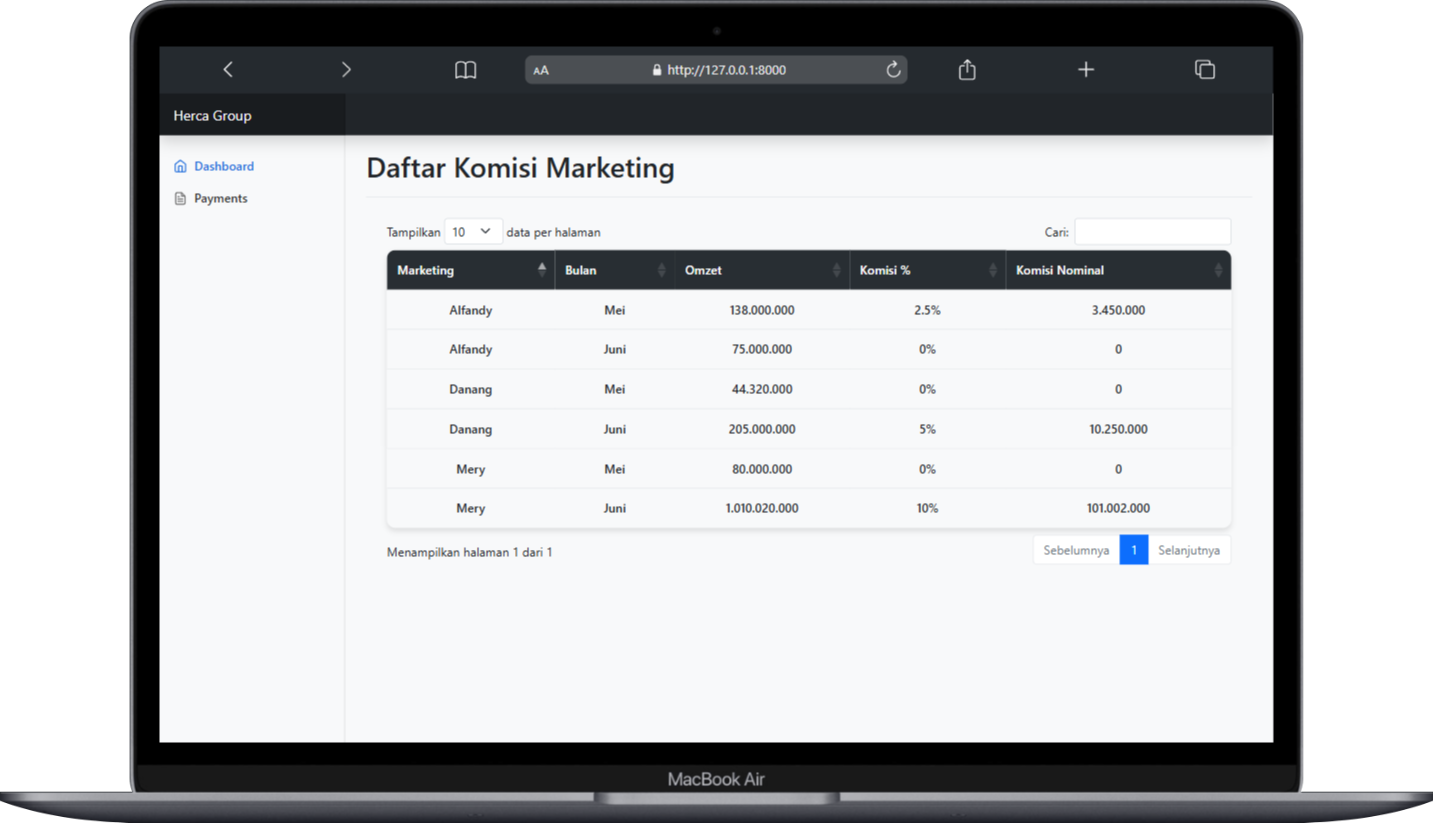 AA http://127.0.0.1:8000
Herca Group
Dashboard
Payments
Daftar Komisi Marketing
Tampilkan 10 data per halaman Cari:
Marketing Bulan Omzet Komisi % Komisi Nominal
Alfandy Mei 138.000.000 2.5% 3.450.000
Alfandy Juni 75.000.000 0% 0
Danang Mei 44.320.000 0% 0
Danang Juni 205.000.000 5% 10.250.000
Mery Mei 80.000.000 0% 0
Mery Juni 1.010.020.000 10% 101.002.000
Menampilkan halaman 1 dari 1 Sebelumnya 1 Selanjutnya
MacBook Air